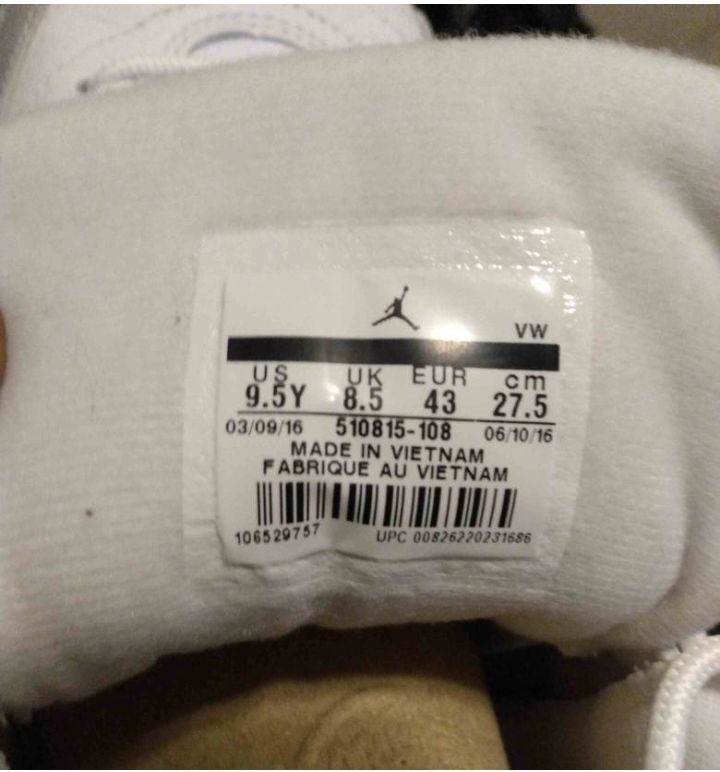 VW
US UK EUR cm
9.5Y 8.5 43 27.5
03/09/16 510815-108 06/10/16
MADE IN VIETNAM
FABRIQUE AU VIETNAM
106529757 UPC 00826220231686